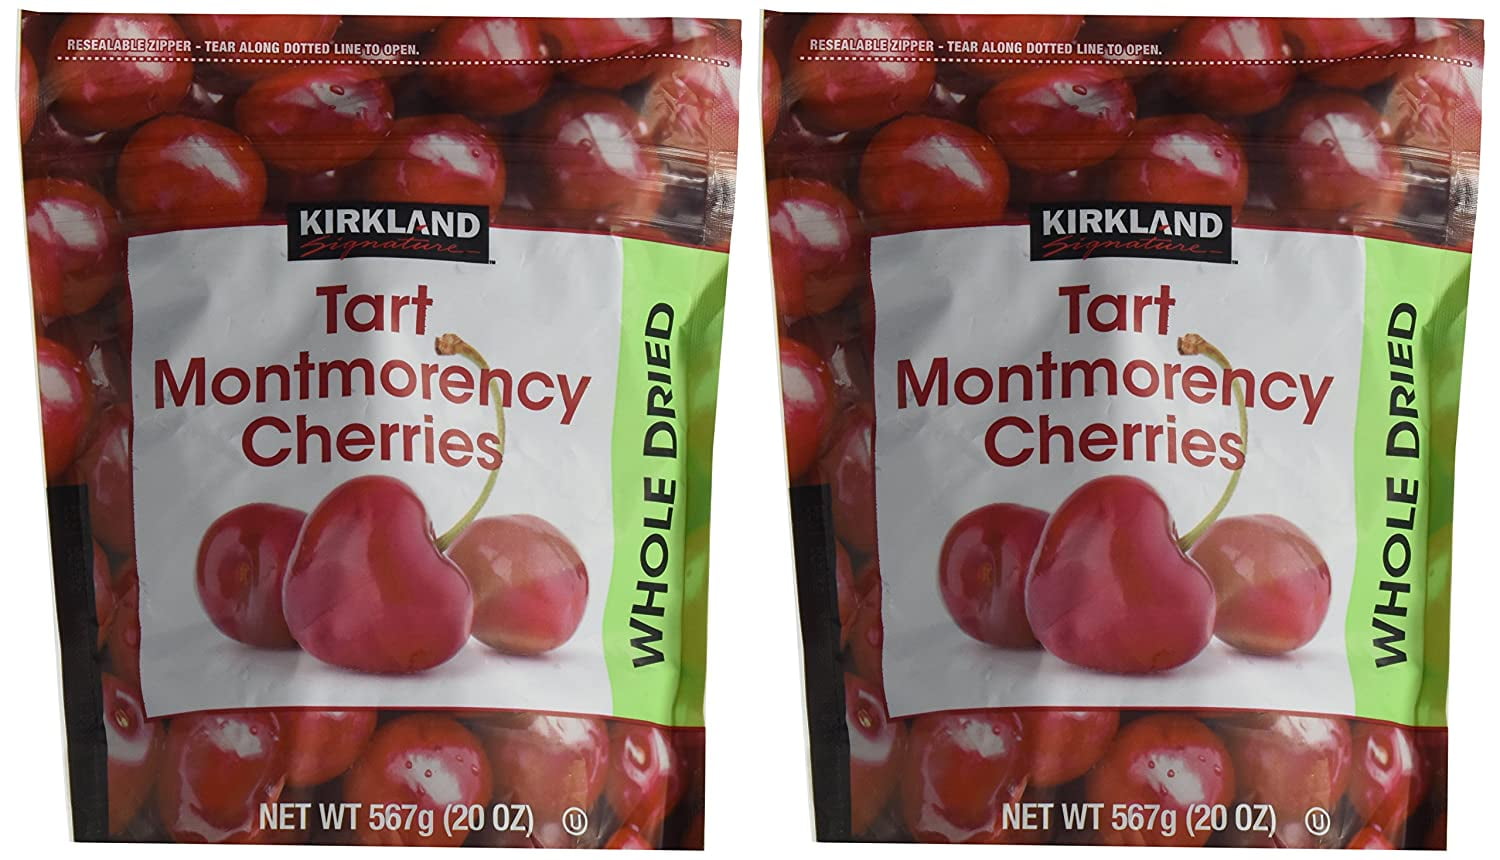 RESEALABLE ZIPPER - TEAR ALONG DOTTED LINE TO OPEN.
KIRKLAND
Signature
™
Tart
Montmorency
Cherries
WHOLE DRIED
NET WT 567g (20 OZ) U
RESEALABLE ZIPPER - TEAR ALONG DOTTED LINE TO OPEN.
KIRKLAND
Signature
™
Tart
Montmorency
Cherries
WHOLE DRIED
NET WT 567g (20 OZ) U